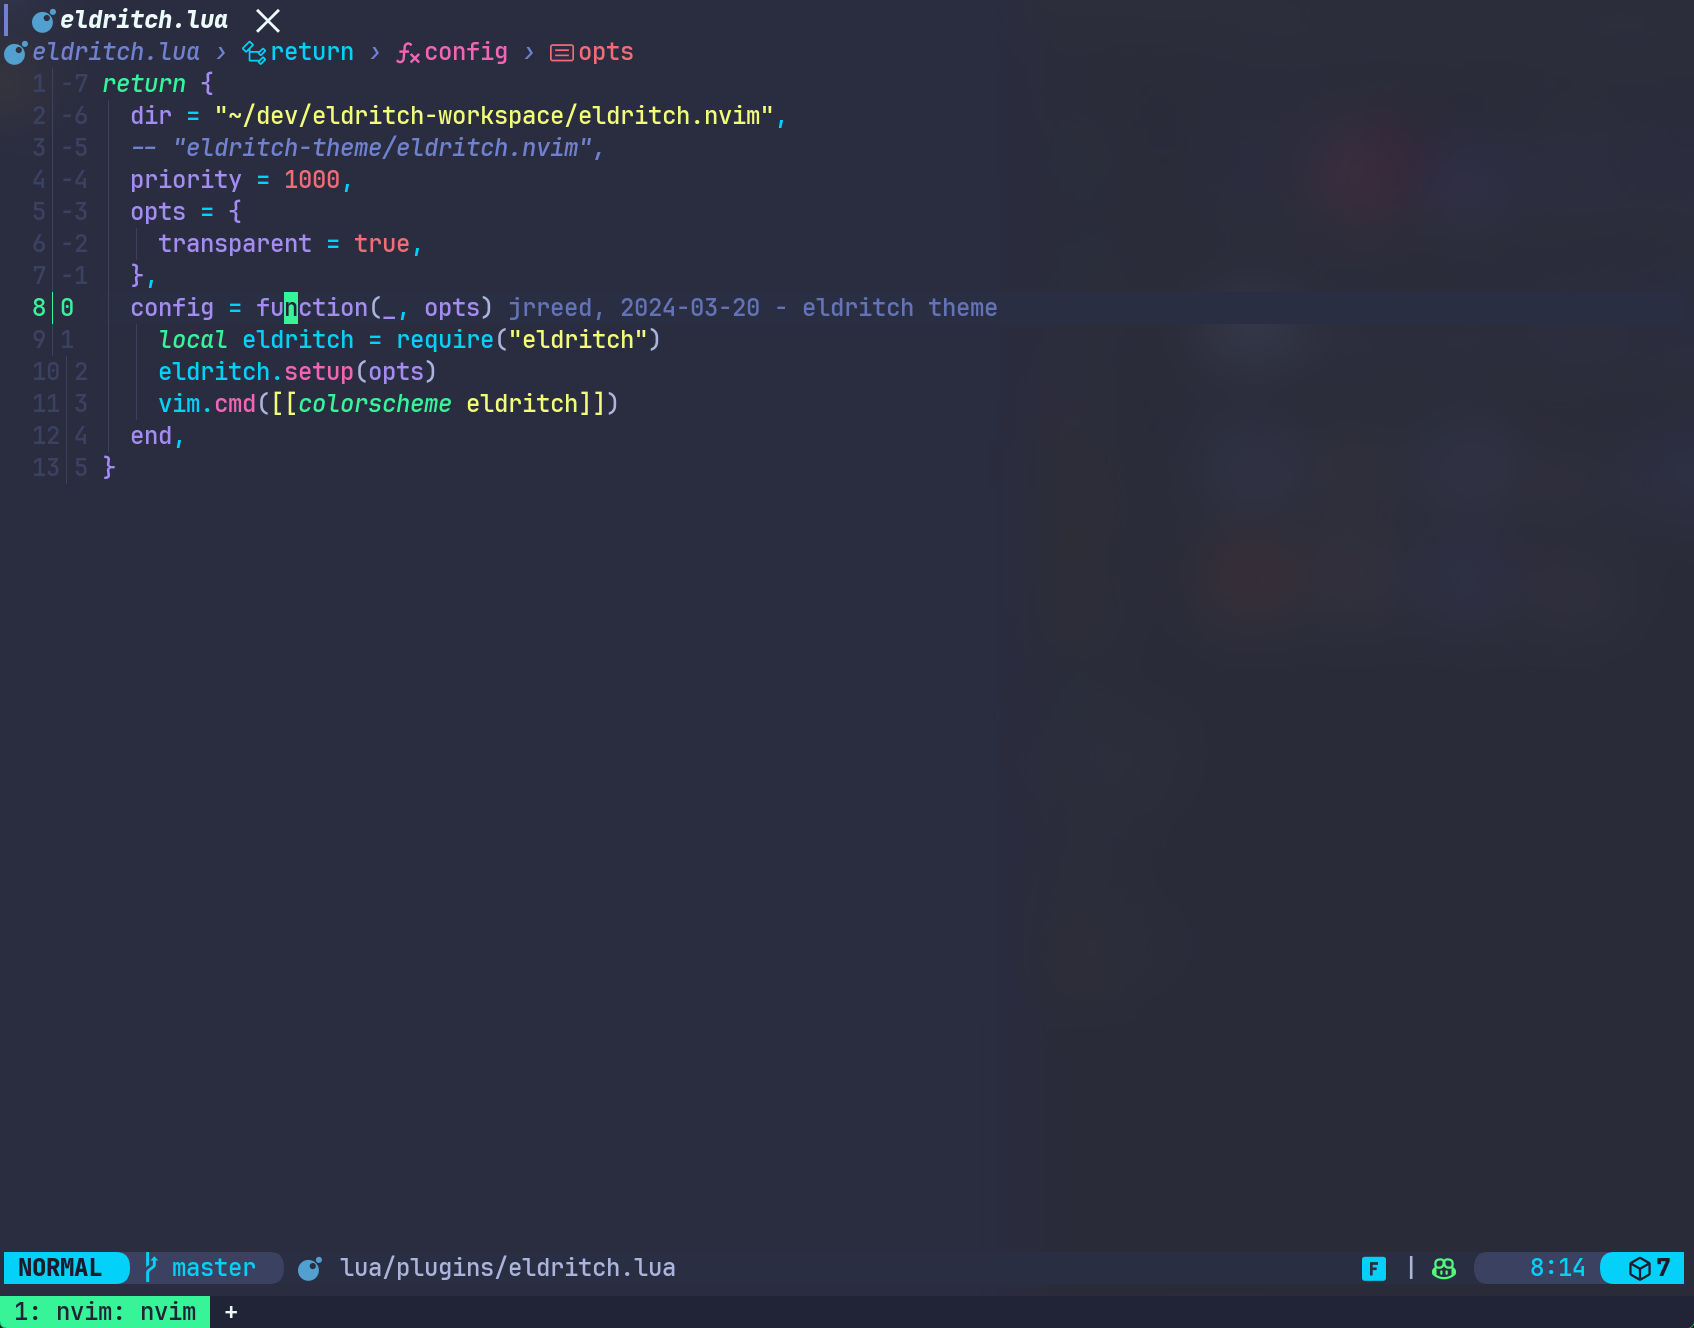 eldritch.lua
eldritch.lua › return › config › opts
1 -7 return {
2 -6 dir = "~/dev/eldritch-workspace/eldritch.nvim",
3 -5 -- "eldritch-theme/eldritch.nvim",
4 -4 priority = 1000,
5 -3 opts = {
6 -2 transparent = true,
7 -1 },
8 0 config = function(_, opts) jrreed, 2024-03-20 - eldritch theme
9 1 local eldritch = require("eldritch")
10 2 eldritch.setup(opts)
11 3 vim.cmd([[colorscheme eldritch]])
12 4 end,
13 5 }
NORMAL master lua/plugins/eldritch.lua F | 8:14 7
1: nvim: nvim +